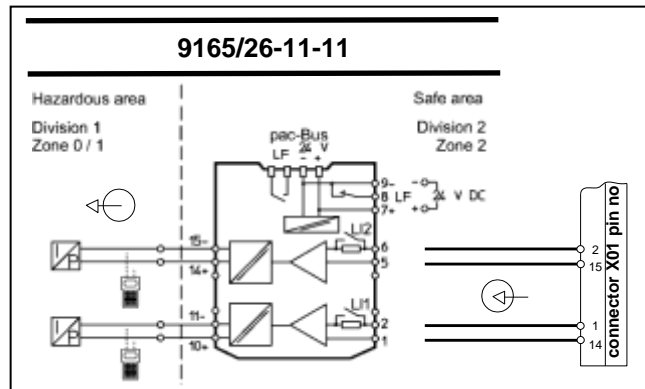 9165/26-11-11
Hazardous area
Safe area
Division 1
Zone 0 / 1
Division 2
Zone 2
pac-Bus
LF 24 V
- +
9-
8 LF
7+
-
+
24 V DC
LI2
15-
14+
6
5
I
P
LI1
11-
10+
2
1
I
P
2
15
1
14
connector X01 pin no